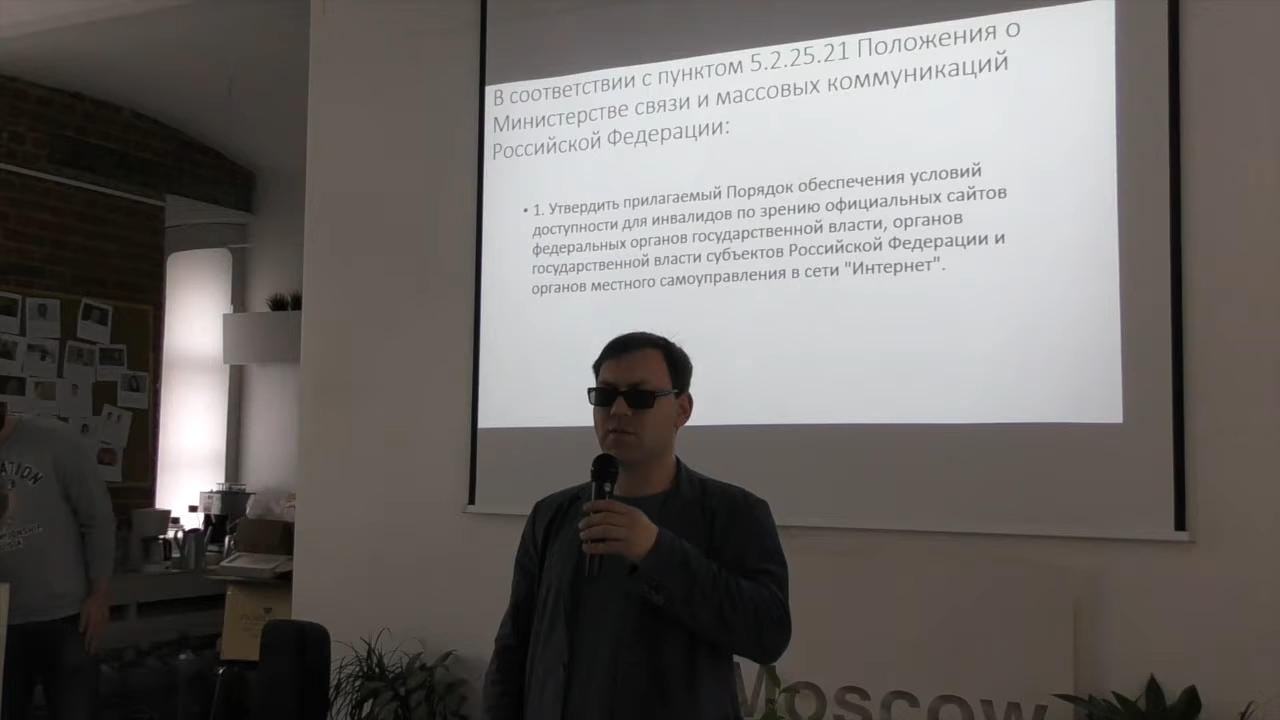 В соответствии с пунктом 5.2.25.21 Положения о
Министерстве связи и массовых коммуникаций
Российской Федерации:
• 1. Утвердить прилагаемый Порядок обеспечения условий
доступности для инвалидов по зрению официальных сайтов
федеральных органов государственной власти, органов
государственной власти субъектов Российской Федерации и
органов местного самоуправления в сети "Интернет".
ATION
Moscow